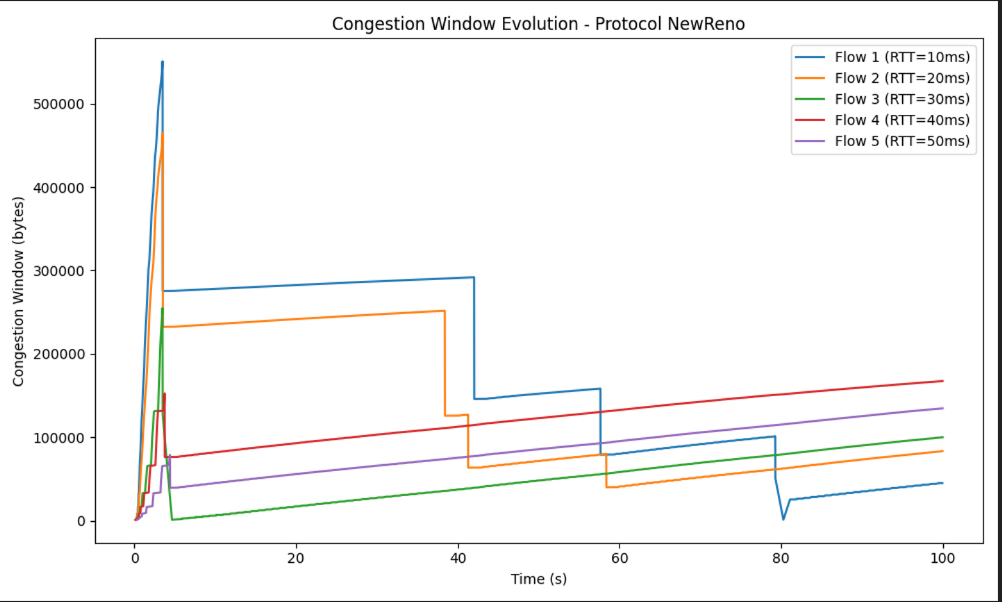 Congestion Window Evolution - Protocol NewReno
Flow 1 (RTT=10ms)
Flow 2 (RTT=20ms)
Flow 3 (RTT=30ms)
Flow 4 (RTT=40ms)
Flow 5 (RTT=50ms)
Congestion Window (bytes)
500000
400000
300000
200000
100000
0
0 20 40 60 80 100
Time (s)